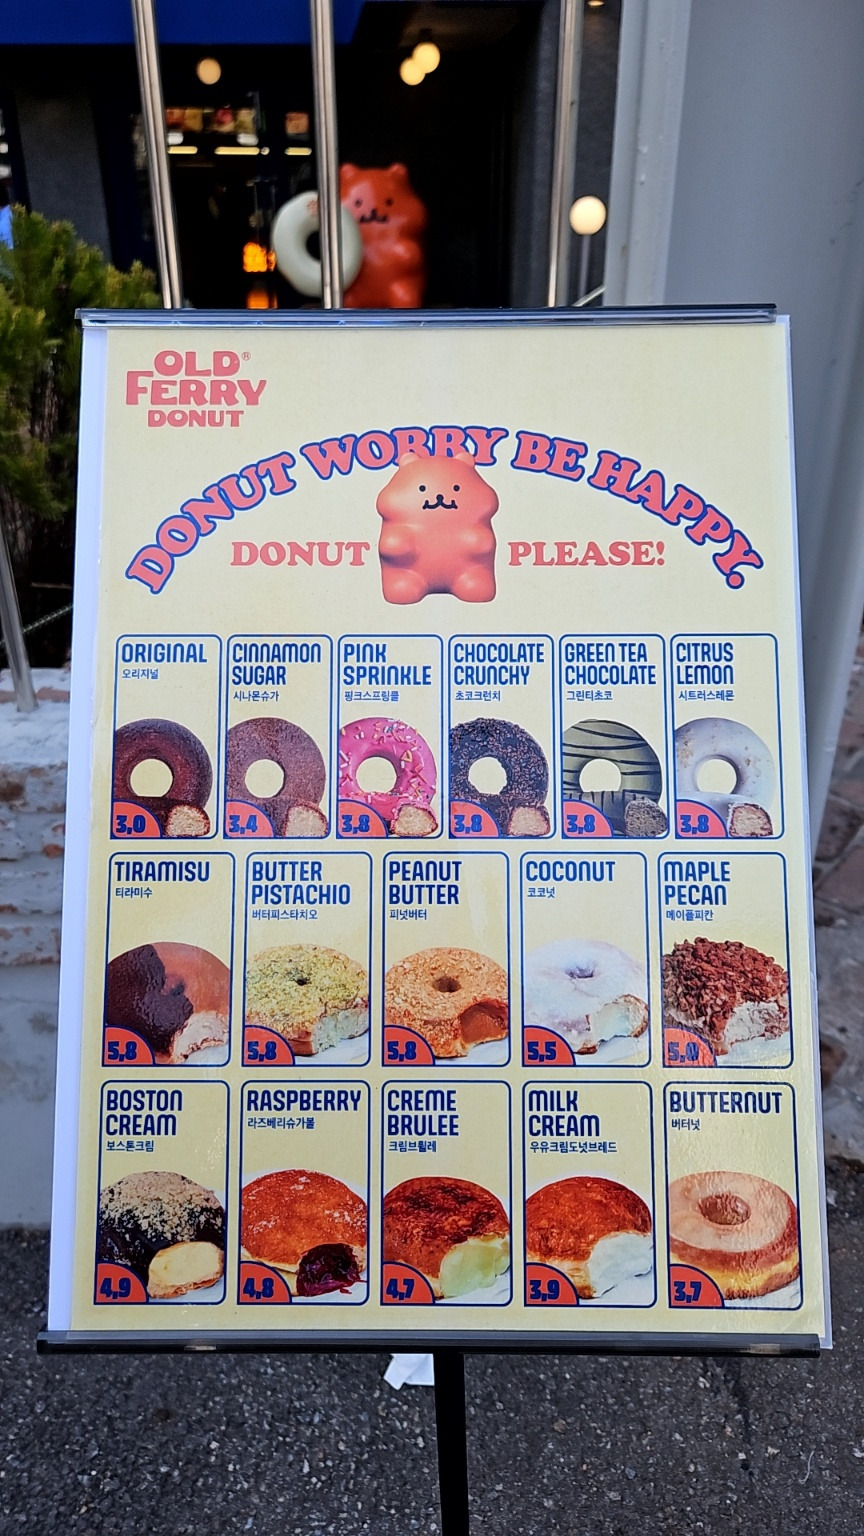 OLD®
FERRY
DONUT
DONUT WORRY BE HAPPY.
DONUT PLEASE!
ORIGINAL
오리지널
3,0
CINNAMON
SUGAR
시나몬슈가
3,4
PINK
SPRINKLE
핑크스프링클
3,8
CHOCOLATE
CRUNCHY
초코크런치
3,8
GREEN TEA
CHOCOLATE
그린티초코
3,8
CITRUS
LEMON
시트러스레몬
3,8
TIRAMISU
티라미수
5,8
BUTTER
PISTACHIO
버터피스타치오
5,8
PEANUT
BUTTER
피넛버터
5,8
COCONUT
코코넛
5,5
MAPLE
PECAN
메이플피칸
5,0
BOSTON
CREAM
보스톤크림
4,9
RASPBERRY
라즈베리슈가볼
4,8
CREME
BRULEE
크림브륄레
4,7
MILK
CREAM
우유크림도넛브레드
3,9
BUTTERNUT
버터넛
3,7